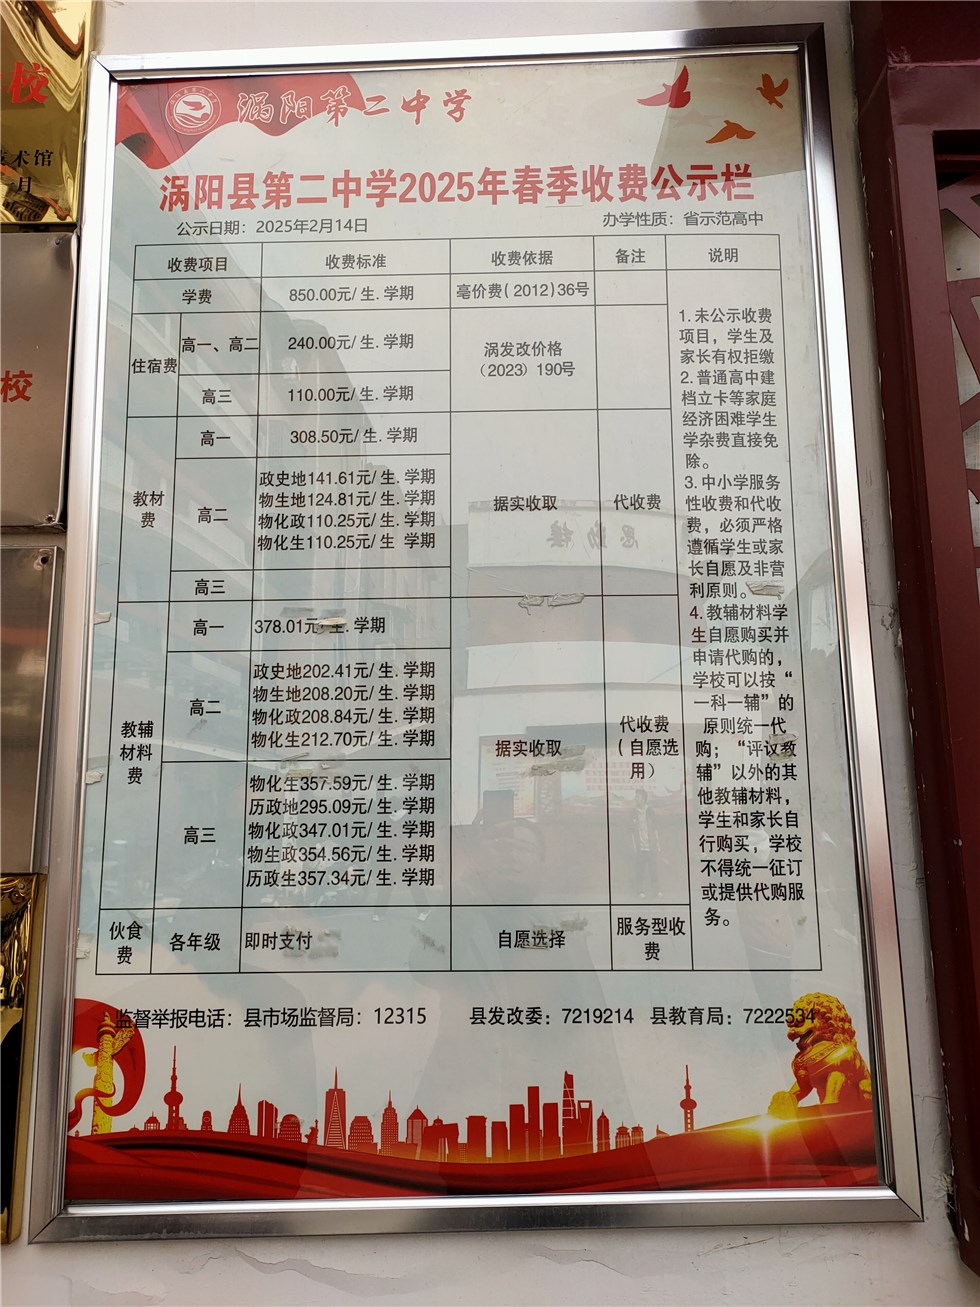 校
术馆
月
校
涡阳第二中学
涡阳县第二中学2025年春季收费公示栏
公示日期：2025年2月14日
办学性质：省示范高中
收费项目
收费标准
收费依据
备注
说明
学费
850.00元/ 生. 学期
亳价费( 2012)36号
住宿费
高一、高二
240.00元/ 生. 学期
涡发改价格
（2023）190号
高三
110.00元/ 生. 学期
教材
费
高一
308.50元/ 生. 学期
高二
政史地141.61元/ 生. 学期
物生地124.81元/ 生. 学期
物化政110.25元/ 生. 学期
物化生110.25元/ 生 学期
高三
据实收取
代收费
教辅
材料
费
高一
378.01元/ 生. 学期
高二
政史地202.41元/ 生. 学期
物生地208.20元/ 生. 学期
物化政208.84元/ 生. 学期
物化生212.70元/ 生. 学期
高三
物化生357.59元/ 生. 学期
历政地295.09元/ 生. 学期
物化政347.01元/ 生. 学期
物生政354.56元/ 生. 学期
历政生357.34元/ 生. 学期
据实收取
代收费
（自愿选
用）
伙食
费
各年级
即时支付
自愿选择
服务型收
费
1. 未公示收费
项目，学生及
家长有权拒缴
2. 普通高中建
档立卡等家庭
经济困难学生
学杂费直接免
除。
3. 中小学服务
性收费和代收
费，必须严格
遵循学生或家
长自愿及非营
利原则。
4. 教辅材料学
生自愿购买并
申请代购的，
学校可以按“
一科一辅”的
原则统一代
购；“评议教
辅”以外的其
他教辅材料，
学生和家长自
行购买，学校
不得统一征订
或提供代购服
务。
监督举报电话：县市场监督局：12315
县发改委：7219214
县教育局：7222534